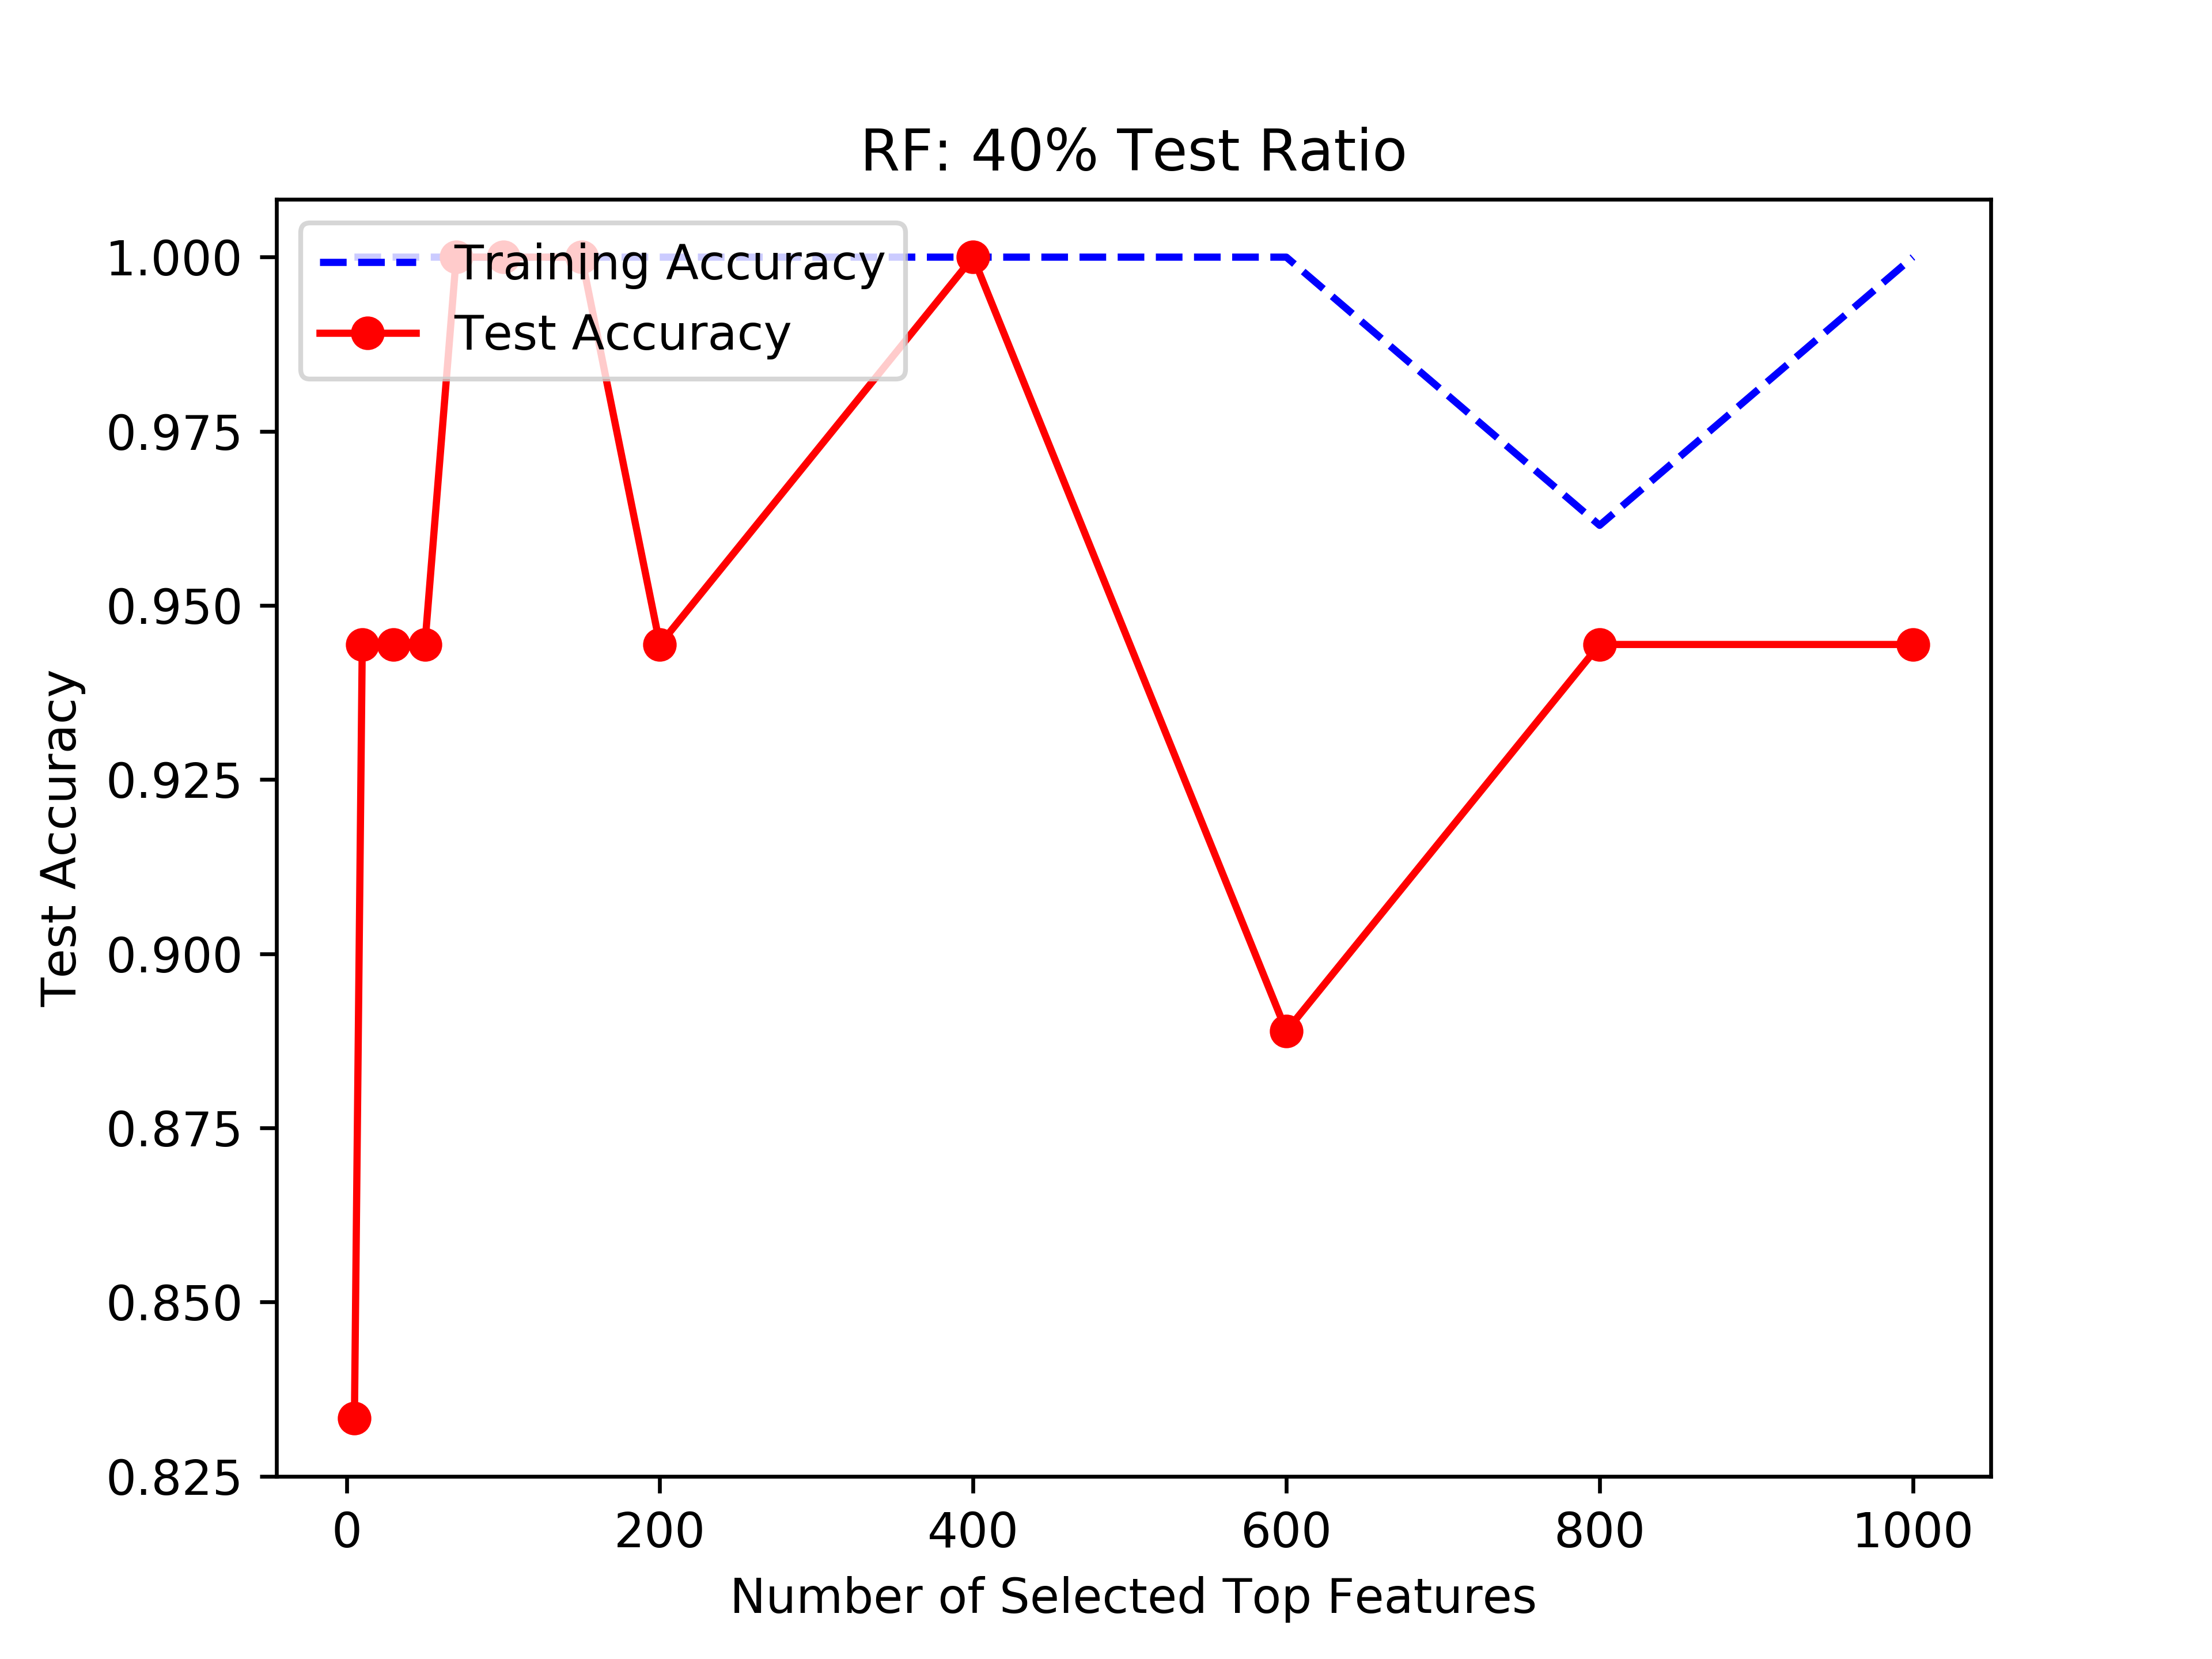 RF: 40% Test Ratio
Training Accuracy
Test Accuracy
1.000
0.975
0.950
0.925
0.900
0.875
0.850
0.825
Test Accuracy
0 200 400 600 800 1000
Number of Selected Top Features